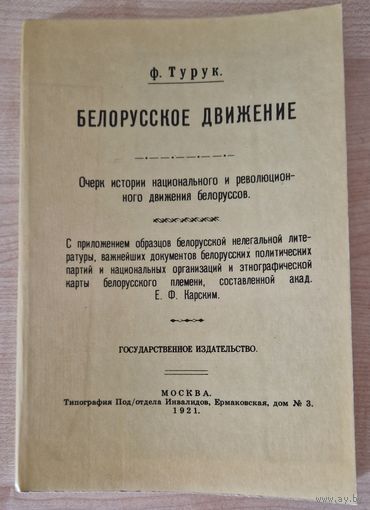 Ф. Турук.
БЕЛОРУССКОЕ ДВИЖЕНИЕ
Очерк истории национального и революцион-
ного движения белоруссов.
С приложением образцов белорусской нелегальной лите-
ратуры, важнейших документов белорусских политических
партий и национальных организаций и этнографической
карты белорусского племени, составленной акад.
Е. Ф. Карским.
ГОСУДАРСТВЕННОЕ ИЗДАТЕЛЬСТВО.
МОСКВА.
Типография Под/отдела Инвалидов, Ермаковская, дом № 3.
1921.
www.ay.by